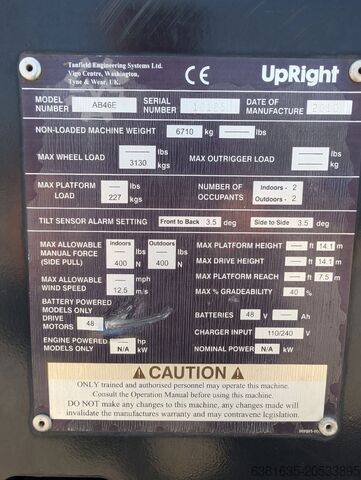 Tanfield Engineering Systems Ltd.
Vigo Centre, Washington,
Tyne & Wear, UK.
CE
UpRight
MODEL NUMBER AB46E SERIAL NUMBER DATE OF MANUFACTURE
NON-LOADED MACHINE WEIGHT 6710 kg — lbs
MAX WHEEL LOAD — 3130 lbs kgs
MAX OUTRIGGER LOAD — — lbs kg
MAX PLATFORM LOAD — 227 lbs kgs
NUMBER OF OCCUPANTS Indoors - 2 Outdoors - 2
TILT SENSOR ALARM SETTING Front to Back 3.5 deg Side to Side 3.5 deg
MAX ALLOWABLE MANUAL FORCE (SIDE PULL) Indoors — 400 lbs N Outdoors — 400 lbs N
MAX ALLOWABLE WIND SPEED — 12.5 mph m/s
BATTERY POWERED MODELS ONLY
DRIVE MOTORS 48
ENGINE POWERED MODELS ONLY — N/A hp kW
MAX PLATFORM HEIGHT — ft 14.1 m
MAX DRIVE HEIGHT — ft 14.1 m
MAX PLATFORM REACH — ft 7.5 m
MAX % GRADEABILITY 40 %
BATTERIES 48 V — Ah
CHARGER INPUT 110/240 V
NOMINAL POWER N/A kW
CAUTION
ONLY trained and authorised personnel may operate this machine.
Consult the Operation Manual before using this machine.
DO NOT MAKE any changes to this machine, any changes made will
invalidate the manufactures warranty and may contravene legislation.
6381635-20533895